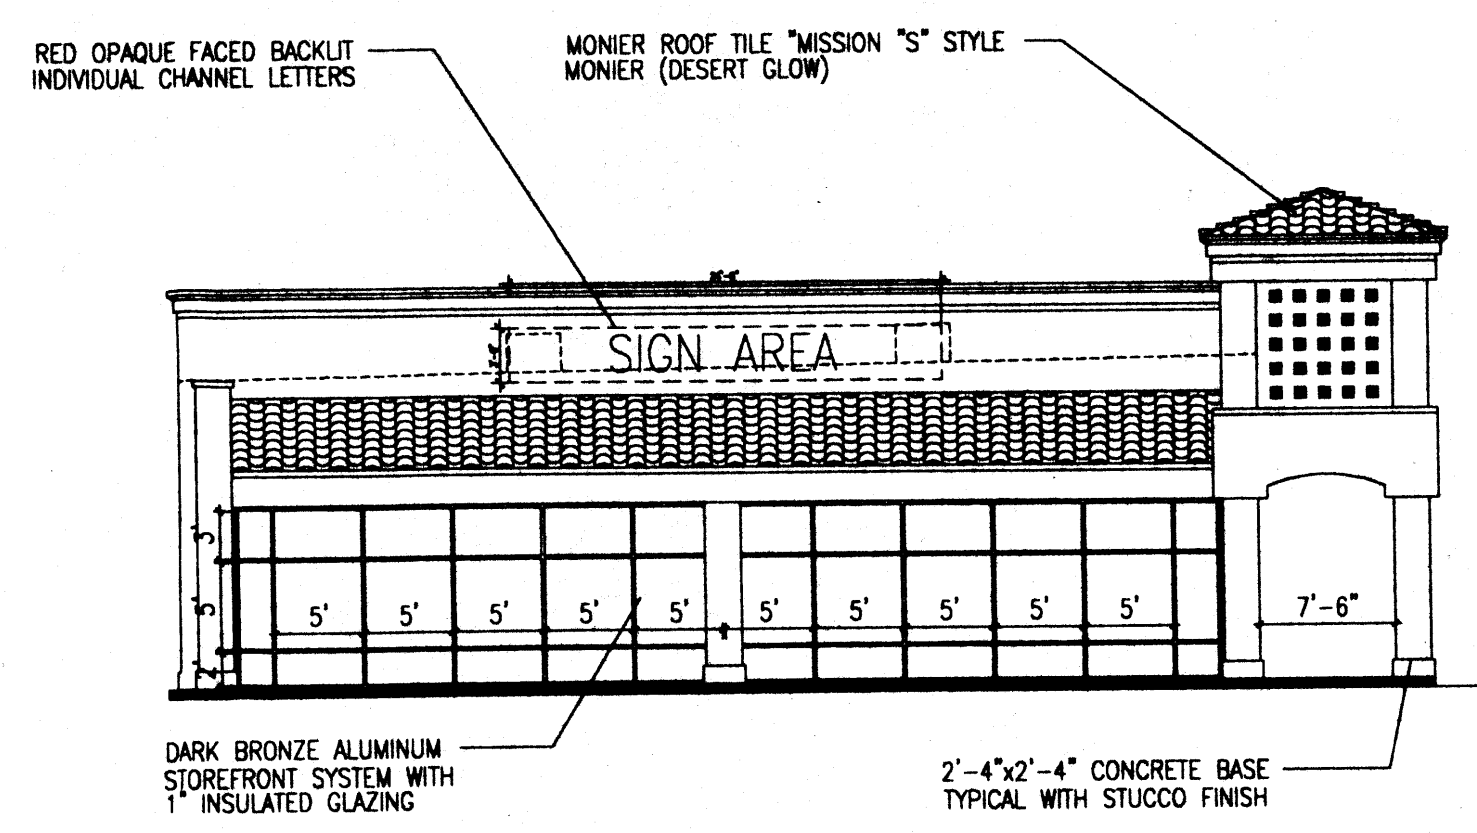 RED OPAQUE FACED BACKLIT
INDIVIDUAL CHANNEL LETTERS
MONIER ROOF TILE "MISSION "S" STYLE
MONIER (DESERT GLOW)
SIGN AREA
3'
5'
2'
5' 5' 5' 5' 5' 5' 5' 5' 5' 5'
7'-6"
DARK BRONZE ALUMINUM
STOREFRONT SYSTEM WITH
1" INSULATED GLAZING
2'-4"x2'-4" CONCRETE BASE
TYPICAL WITH STUCCO FINISH